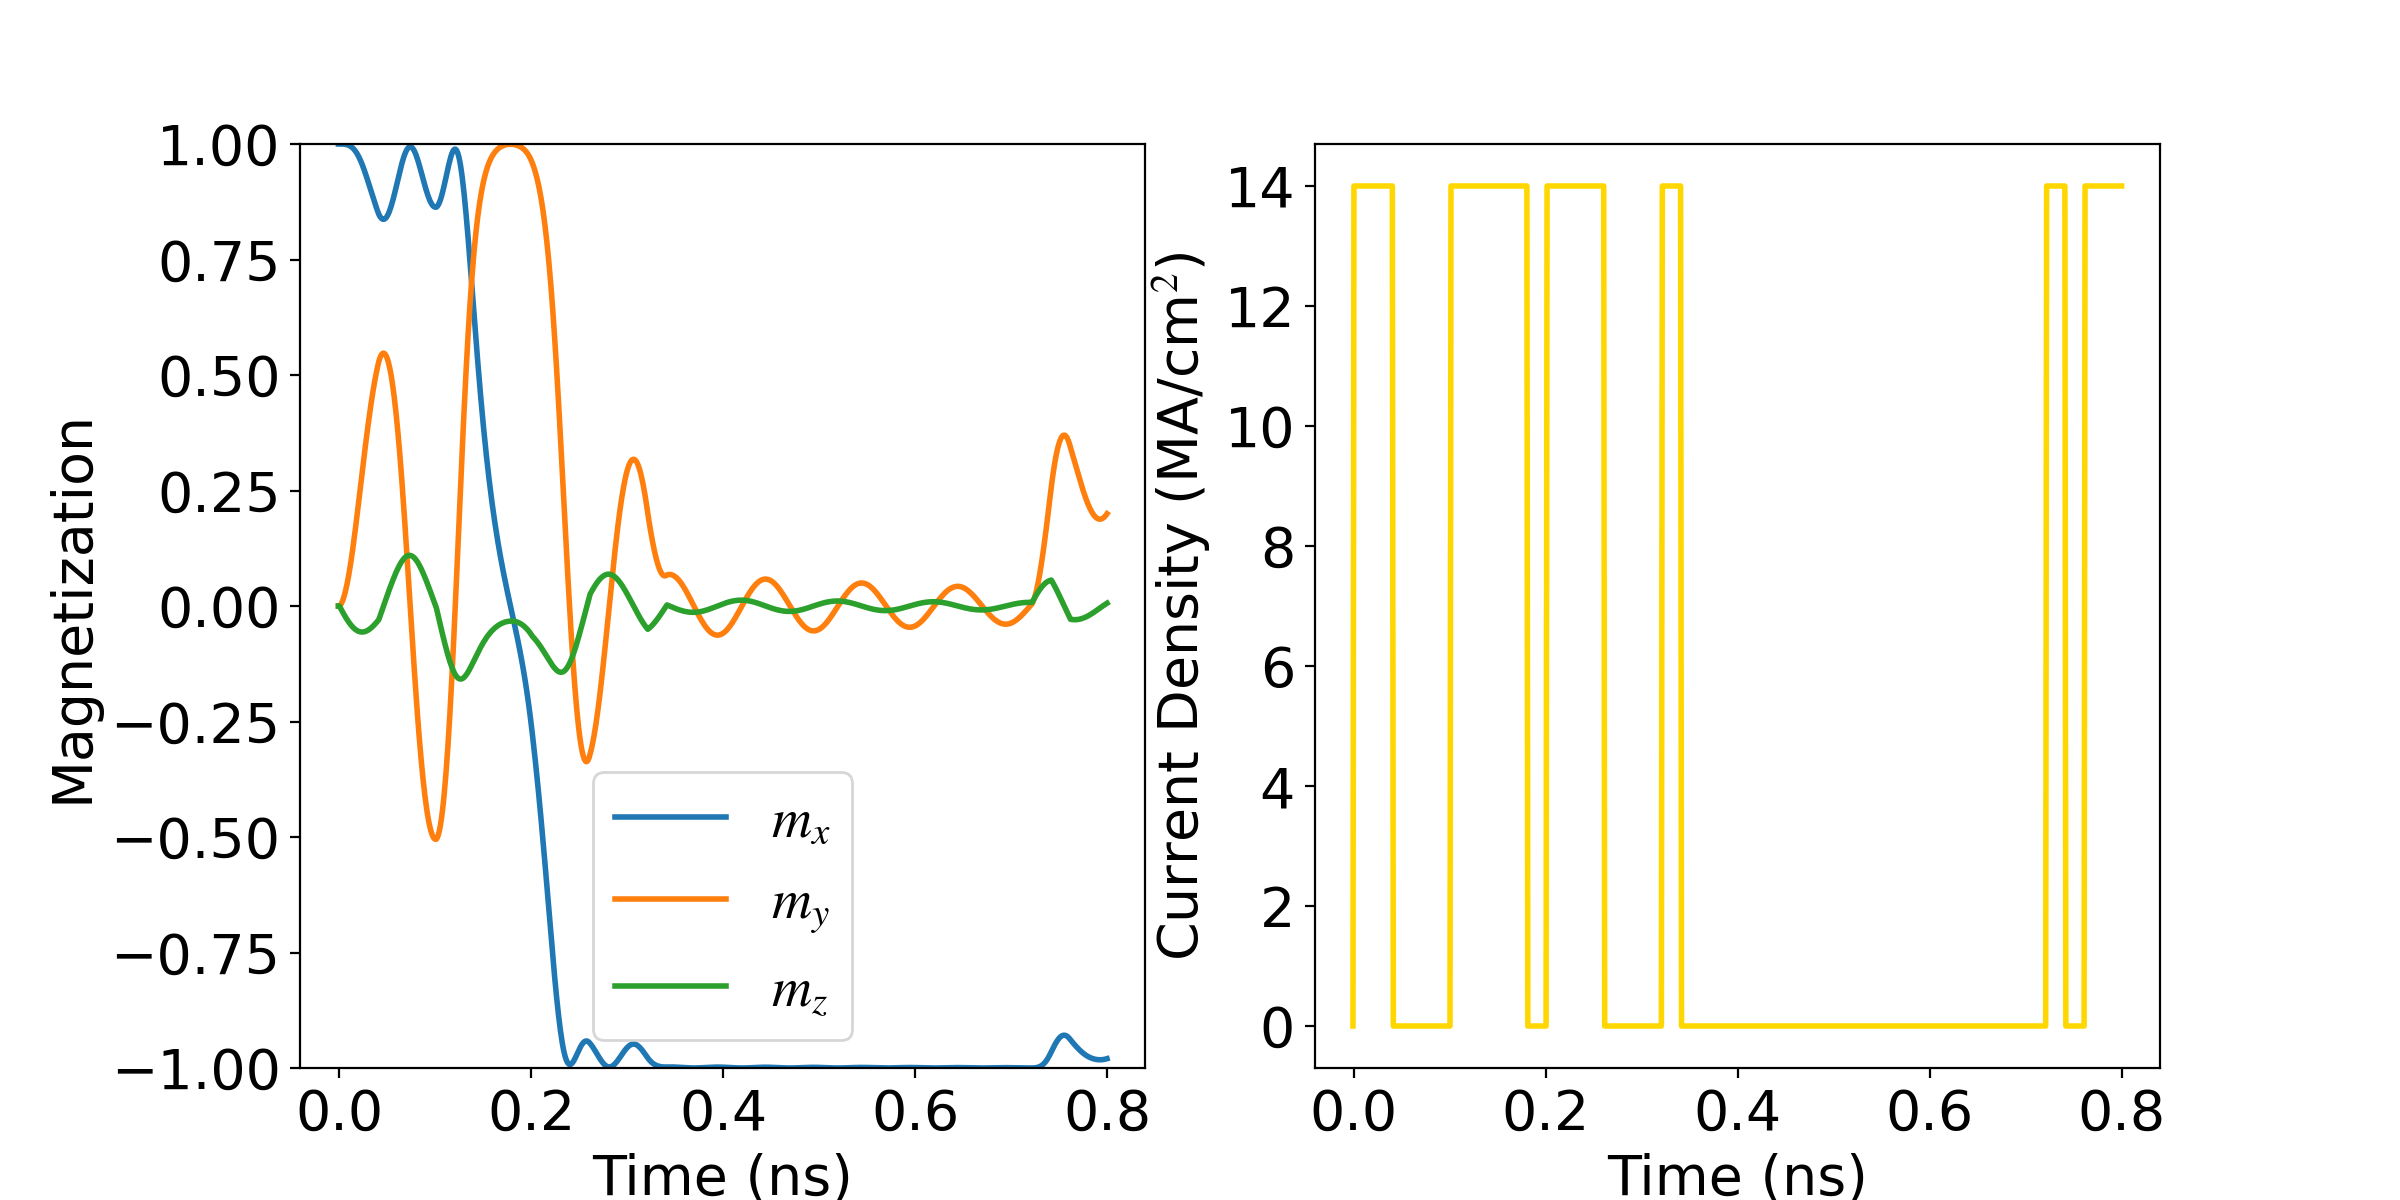 1.00
0.75
0.50
0.25
0.00
−0.25
−0.50
−0.75
−1.00
Magnetization
0.0 0.2 0.4 0.6 0.8
Time (ns)
m_x
m_y
m_z
14
12
10
8
6
4
2
0
Current Density (MA/cm²)
0.0 0.2 0.4 0.6 0.8
Time (ns)